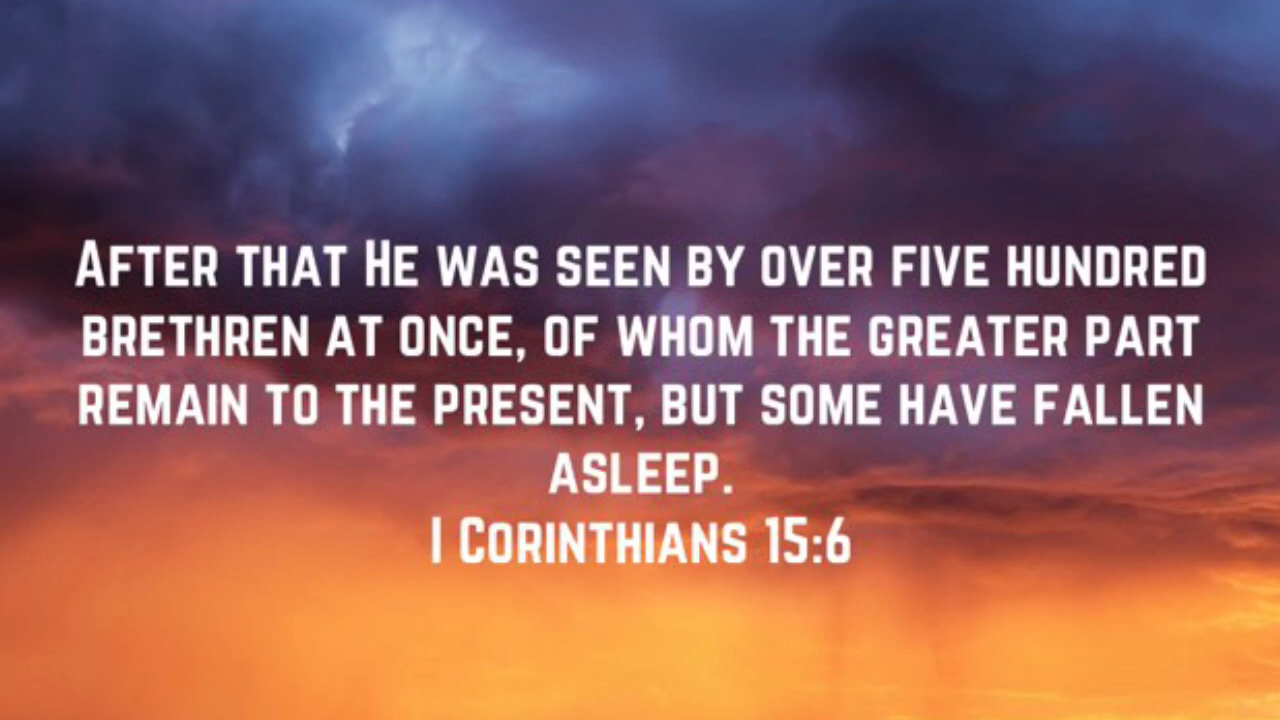 After that He was seen by over five hundred
brethren at once, of whom the greater part
remain to the present, but some have fallen
asleep.
I Corinthians 15:6